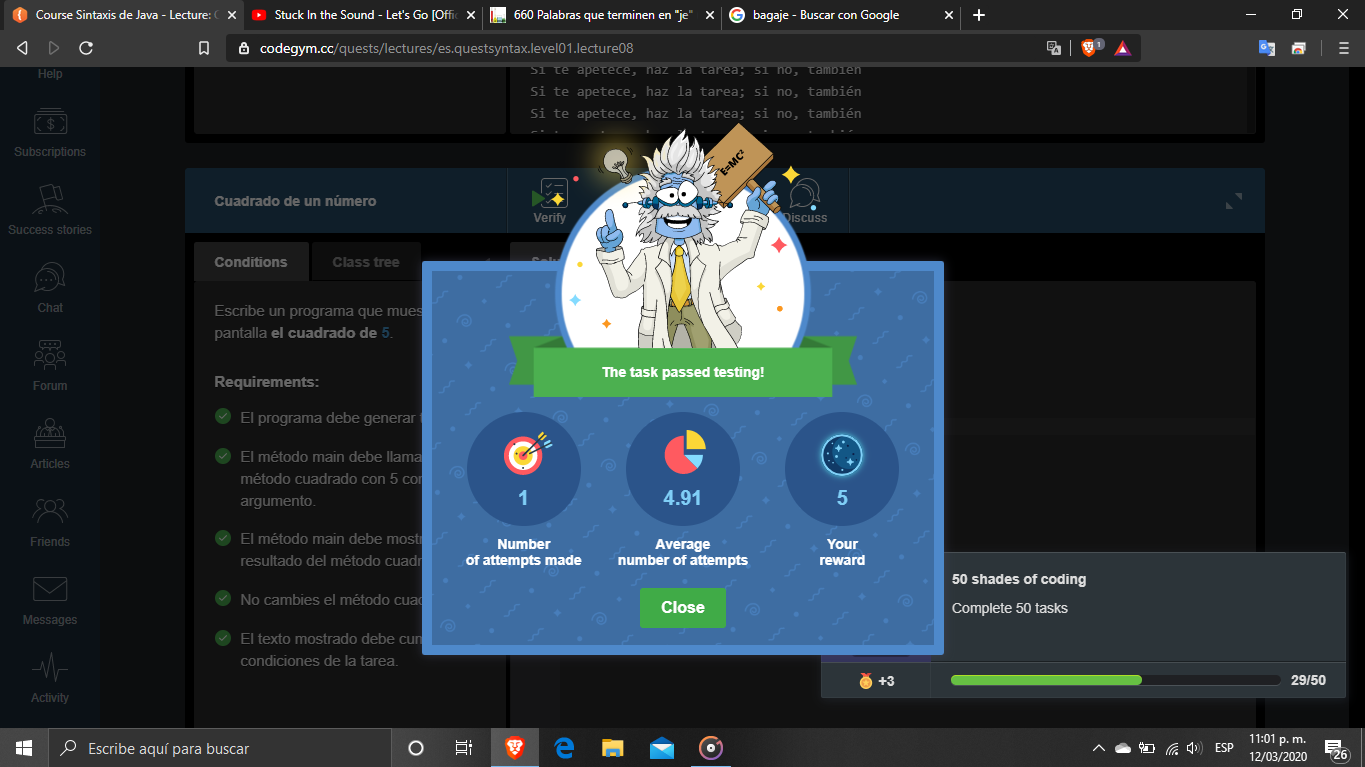 Course Sintaxis de Java - Lecture:
Stuck In the Sound - Let's Go [Offic
660 Palabras que terminen en "je"
bagaje - Buscar con Google
codegym.cc/quests/lectures/es.questsyntax.level01.lecture08
1
Help
Subscriptions
Success stories
Chat
Forum
Articles
Friends
Messages
Activity
Si te apetece, haz la tarea; si no, también
Si te apetece, haz la tarea; si no, también
Si te apetece, haz la tarea; si no, también
Cuadrado de un número
Verify
Discuss
E=MC²
Conditions
Class tree
Escribe un programa que mues
pantalla el cuadrado de 5.
Requirements:
El programa debe generar
El método main debe llama
método cuadrado con 5 con
argumento.
El método main debe mostr
resultado del método cuadr
No cambies el método cuad
El texto mostrado debe cum
condiciones de la tarea.
The task passed testing!
1
Number
of attempts made
4.91
Average
number of attempts
5
Your
reward
Close
50 shades of coding
Complete 50 tasks
+3
29/50
Escribe aquí para buscar
ESP
11:01 p. m.
12/03/2020
26